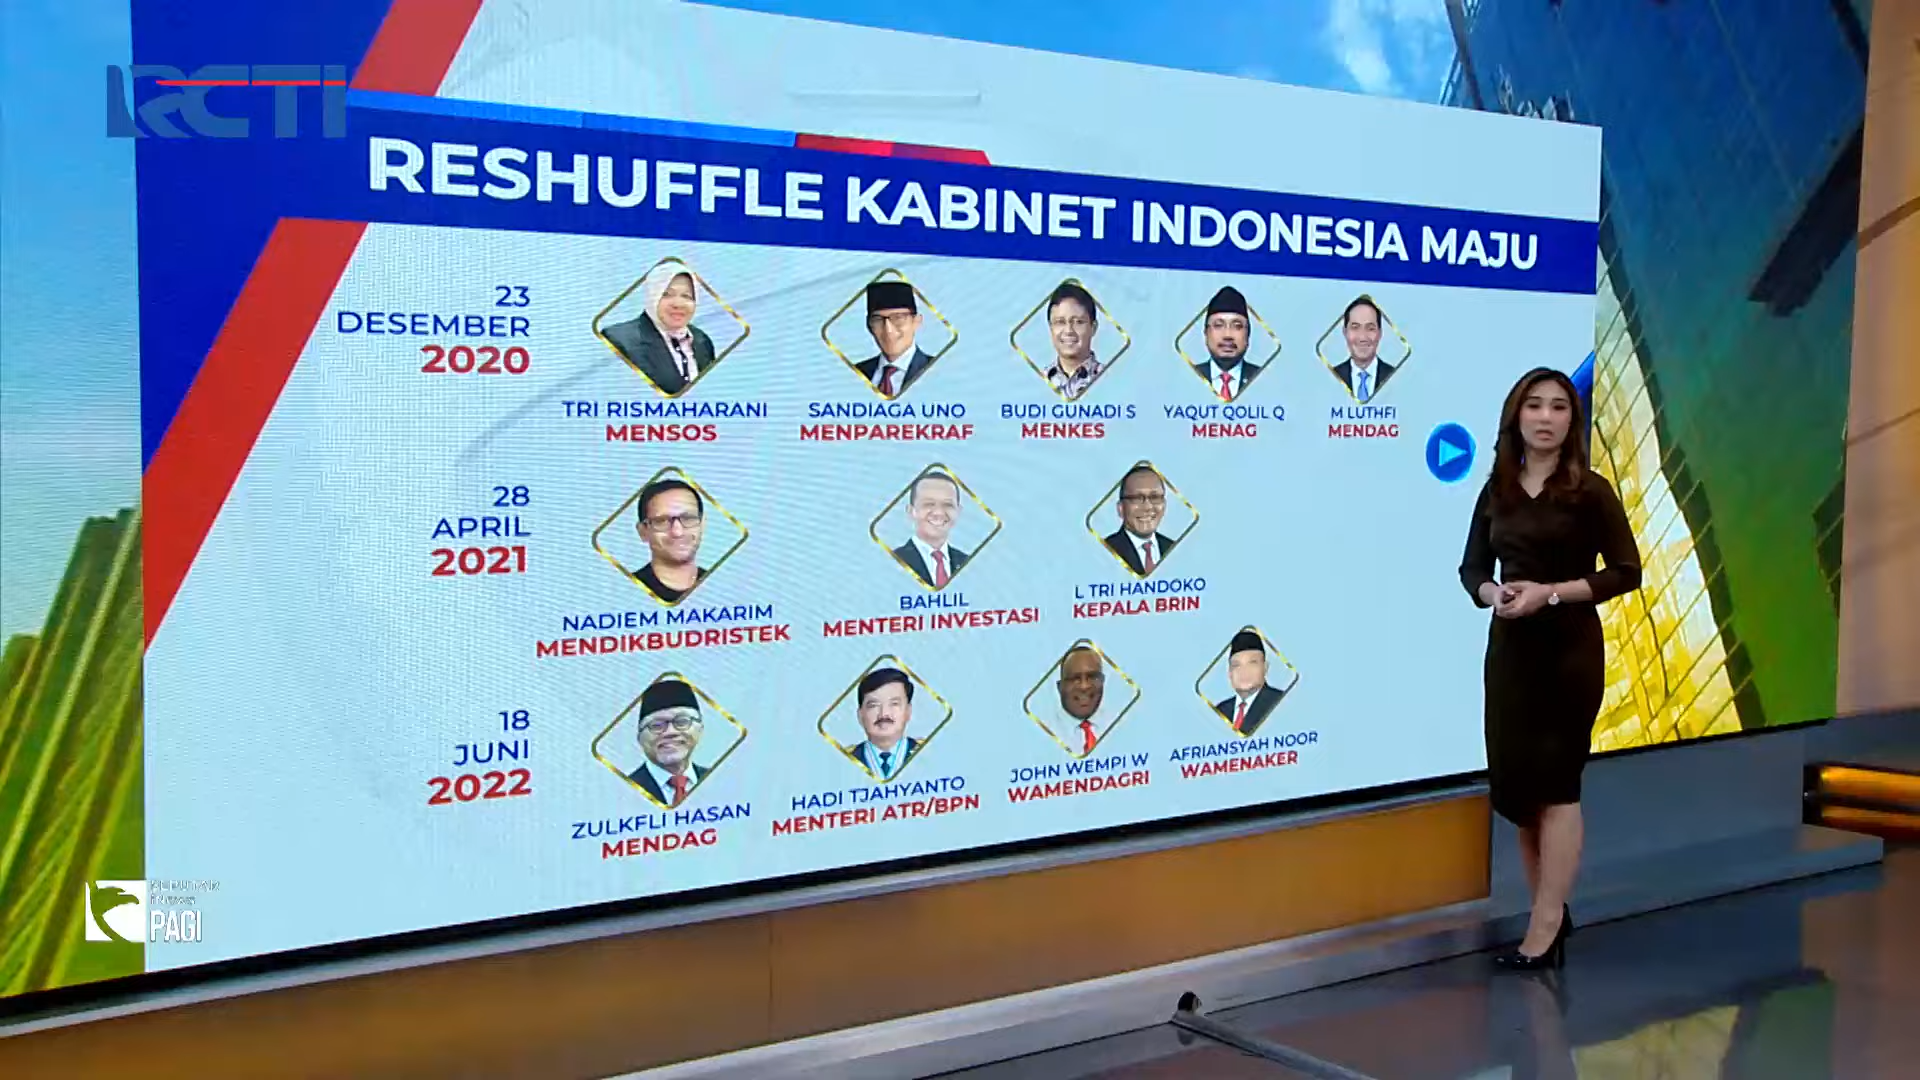 RCTI
RESHUFFLE KABINET INDONESIA MAJU
23
DESEMBER
2020
TRI RISMAHARANI
MENSOS
SANDIAGA UNO
MENPAREKRAF
BUDI GUNADI S
MENKES
YAQUT QOLIL Q
MENAG
M LUTHFI
MENDAG
28
APRIL
2021
NADIEM MAKARIM
MENDIKBUDRISTEK
BAHLIL
MENTERI INVESTASI
L TRI HANDOKO
KEPALA BRIN
18
JUNI
2022
ZULKFLI HASAN
MENDAG
HADI TJAHYANTO
MENTERI ATR/BPN
JOHN WEMPI W
WAMENDAGRI
AFRIANSYAH NOOR
WAMENAKER
SEPUTAR
iNEWS
PAGI